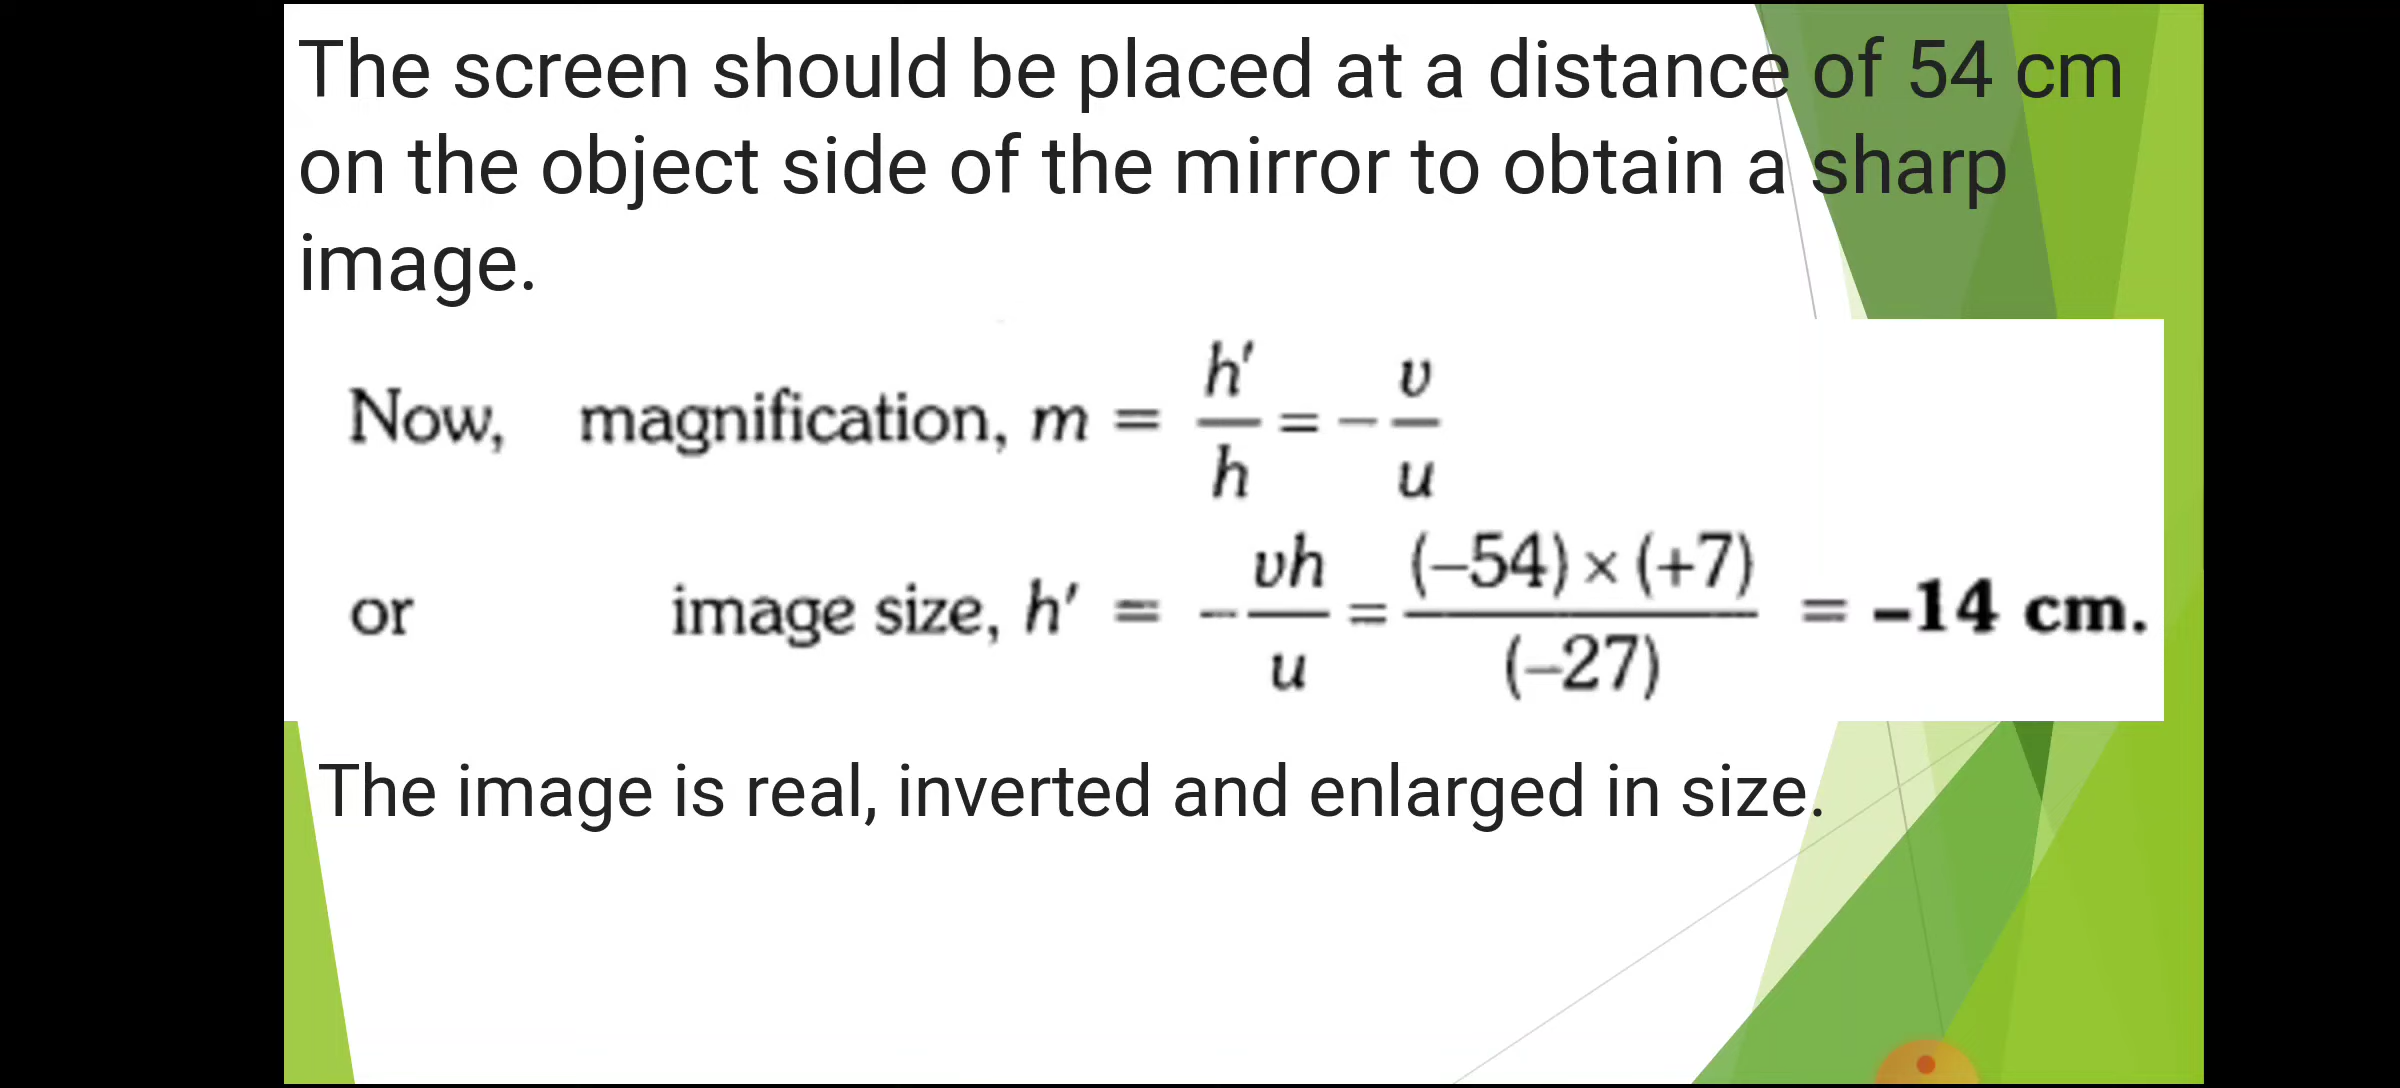 The screen should be placed at a distance of 54 cm
on the object side of the mirror to obtain a sharp
image.
Now, magnification, m = h'/h = - v/u
or image size, h' = - vh/u = (–54) × (+7)/(–27) = –14 cm.
The image is real, inverted and enlarged in size.